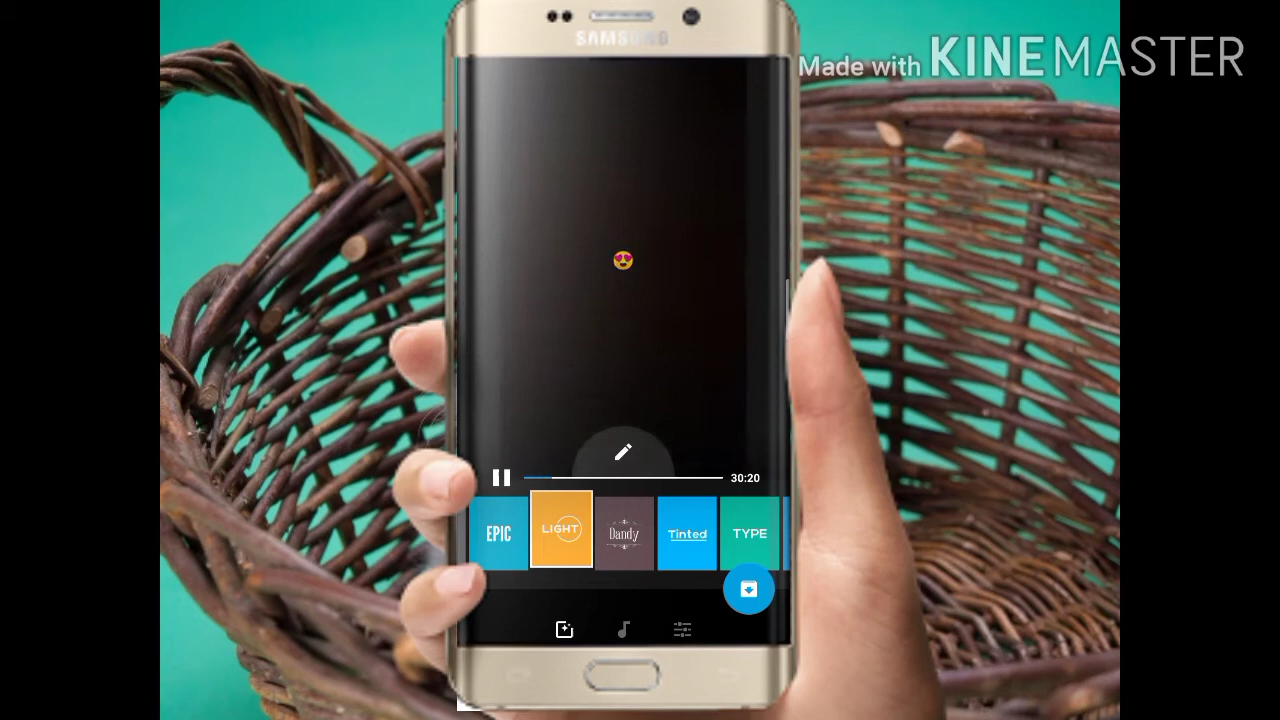 SAMSUNG
Made with KINEMASTER
30:20
EPIC
LIGHT
Dandy
Tinted
TYPE